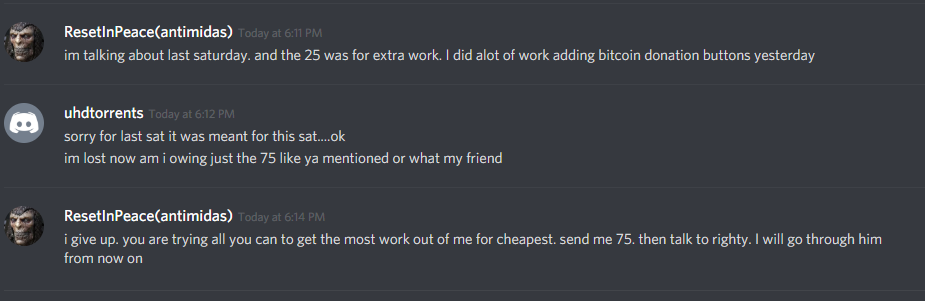 ResetInPeace(antimidas) Today at 6:11 PM
im talking about last saturday. and the 25 was for extra work. I did alot of work adding bitcoin donation buttons yesterday
uhdtorrents Today at 6:12 PM
sorry for last sat it was meant for this sat....ok
im lost now am i owing just the 75 like ya mentioned or what my friend
ResetInPeace(antimidas) Today at 6:14 PM
i give up. you are trying all you can to get the most work out of me for cheapest. send me 75. then talk to righty. I will go through him
from now on